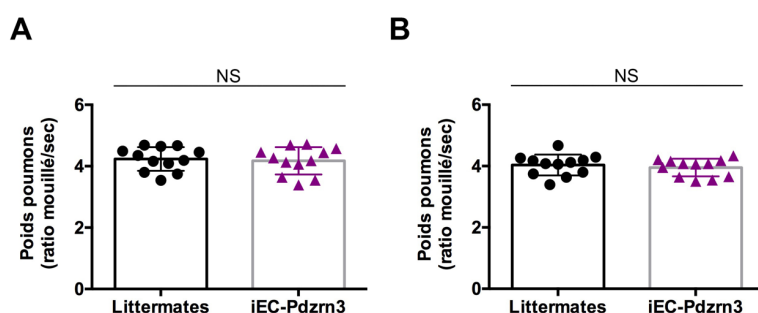 A
NS
Poids poumons
(ratio mouillé/sec)
6
4
2
0
Littermates
iEC-Pdzrn3
B
NS
Poids poumons
(ratio mouillé/sec)
6
4
2
0
Littermates
iEC-Pdzrn3